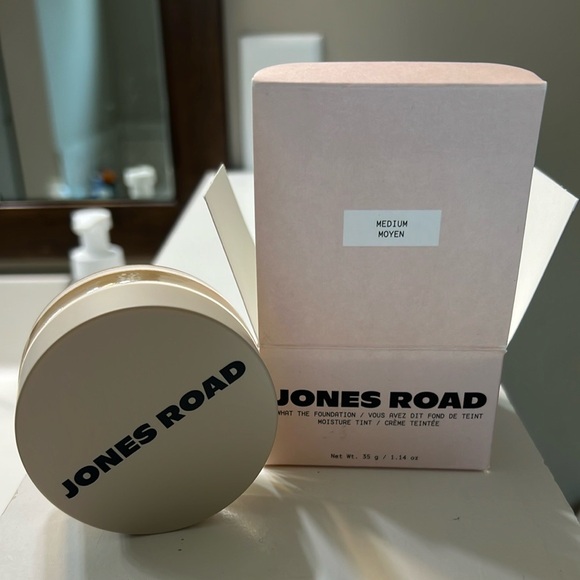 MEDIUM
MOYEN
JONES ROAD
WHAT THE FOUNDATION / VOUS AVEZ DIT FOND DE TEINT
MOISTURE TINT / CRÈME TEINTÉE
Net Wt. 35 g / 1.14 oz
JONES ROAD